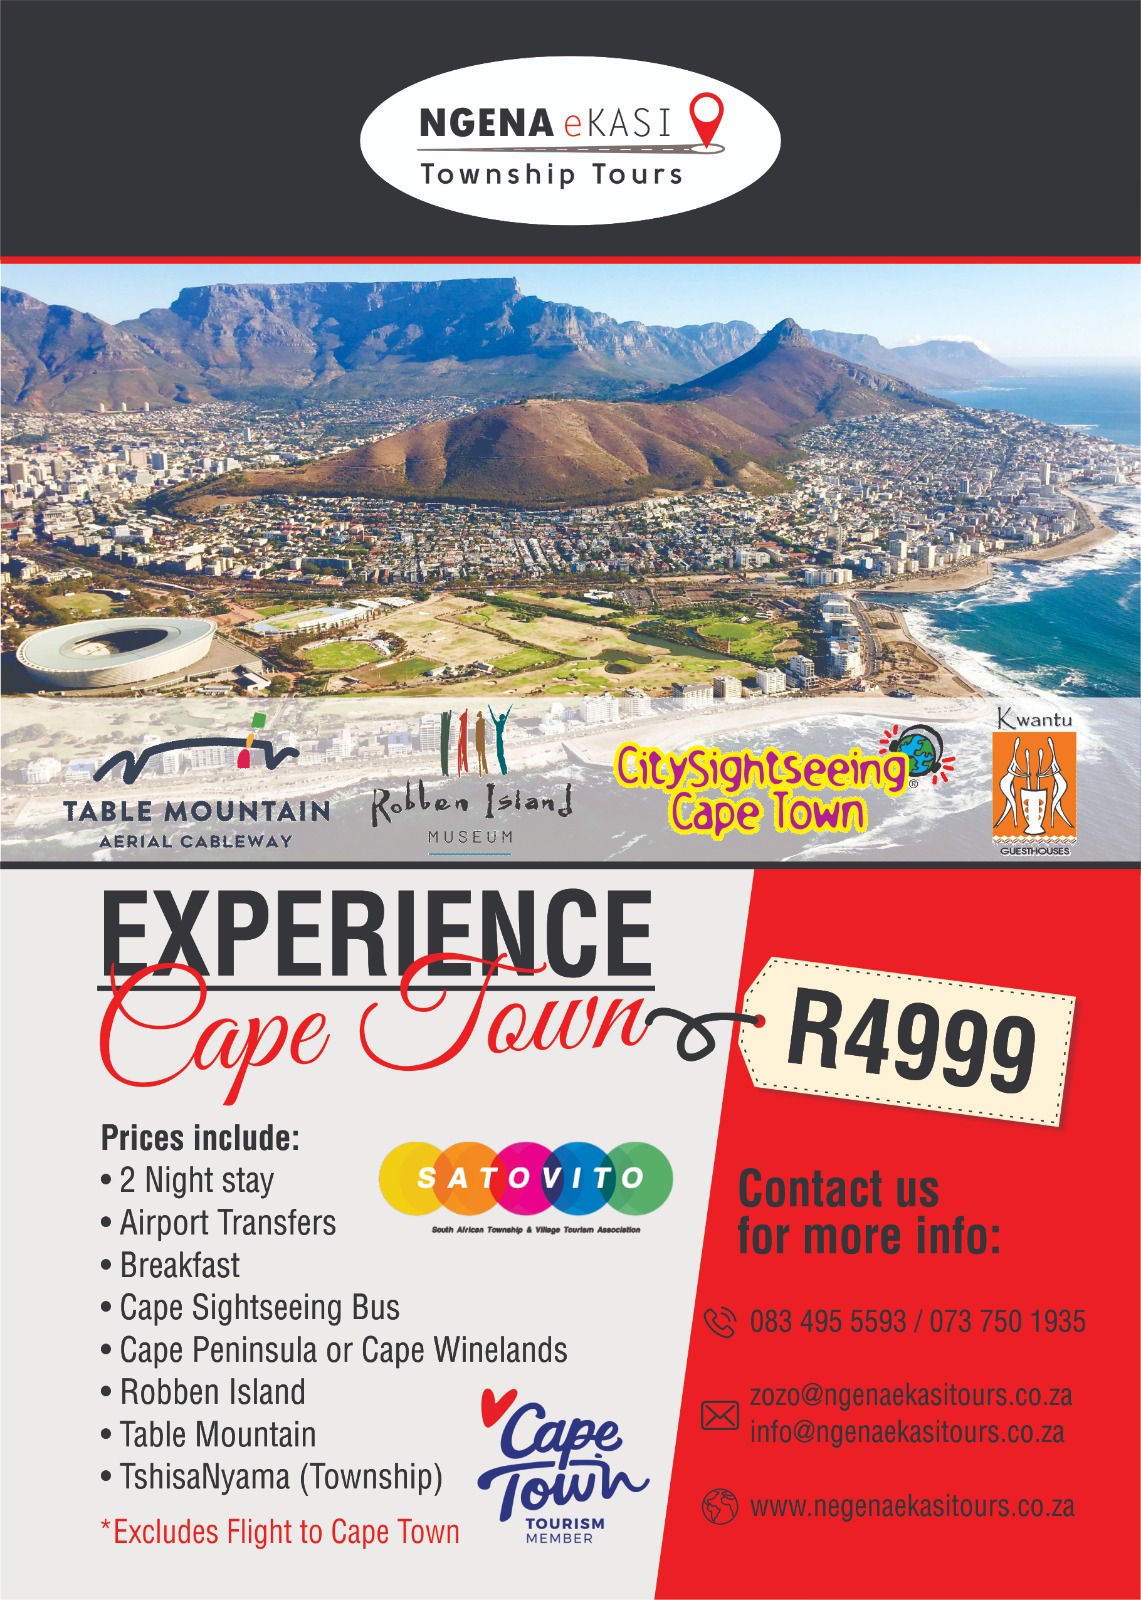 NGENA eKASI
Township Tours
TABLE MOUNTAIN
AERIAL CABLEWAY
Robben Island
MUSEUM
CitySightseeing®
Cape Town
Kwantu
GUESTHOUSES
EXPERIENCE
Cape Town
R4999
Prices include:
• 2 Night stay
• Airport Transfers
• Breakfast
• Cape Sightseeing Bus
• Cape Peninsula or Cape Winelands
• Robben Island
• Table Mountain
• TshisaNyama (Township)
*Excludes Flight to Cape Town
SATOVITO
South African Township & Village Tourism Association
Cape
Town
TOURISM
MEMBER
Contact us
for more info:
083 495 5593 / 073 750 1935
zozo@ngenaekasitours.co.za
info@ngenaekasitours.co.za
www.negenaekasitours.co.za